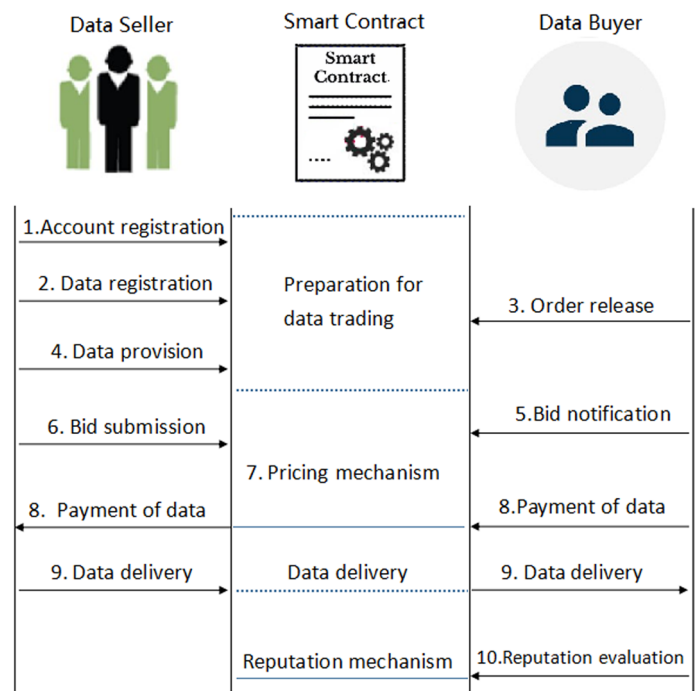 Data Seller
Smart Contract
Data Buyer
Smart
Contract.
1.Account registration
2. Data registration
Preparation for
data trading
3. Order release
4. Data provision
5.Bid notification
6. Bid submission
7. Pricing mechanism
8. Payment of data
8.Payment of data
9. Data delivery
Data delivery
9. Data delivery
Reputation mechanism
10.Reputation evaluation